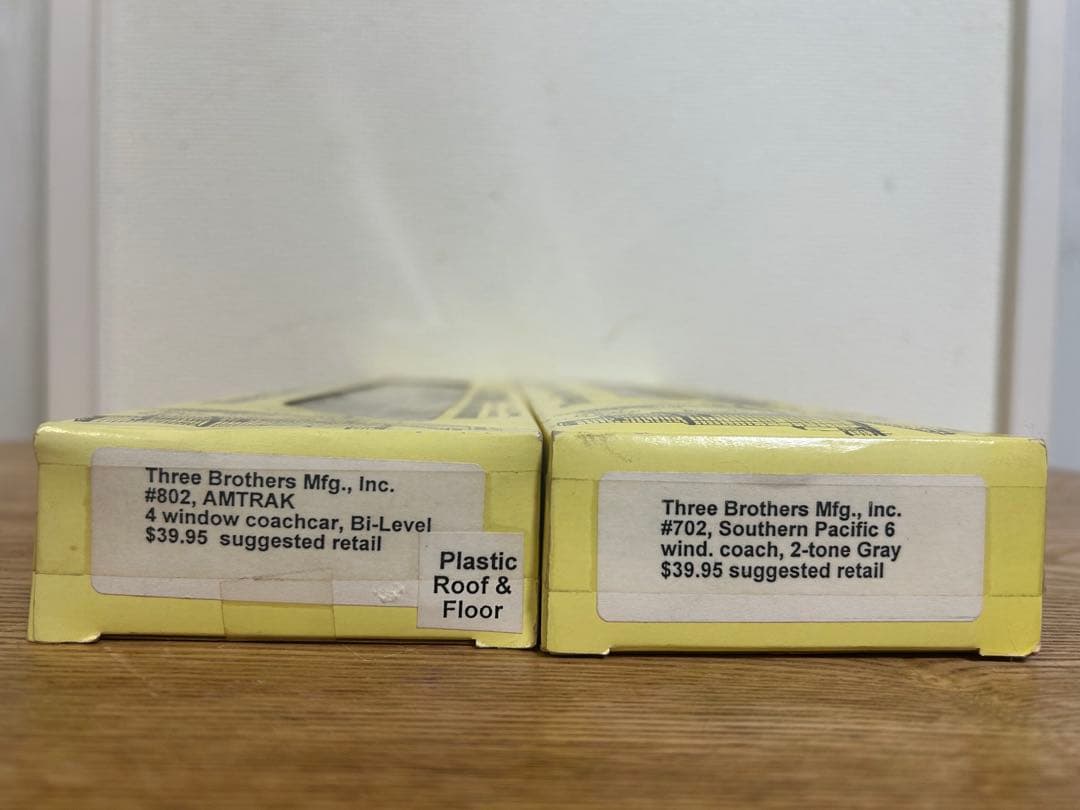 Three Brothers Mfg., Inc.
#802, AMTRAK
4 window coachcar, Bi-Level
$39.95 suggested retail
Plastic
Roof &
Floor
Three Brothers Mfg., Inc.
#702, Southern Pacific 6
wind. coach, 2-tone Gray
$39.95 suggested retail